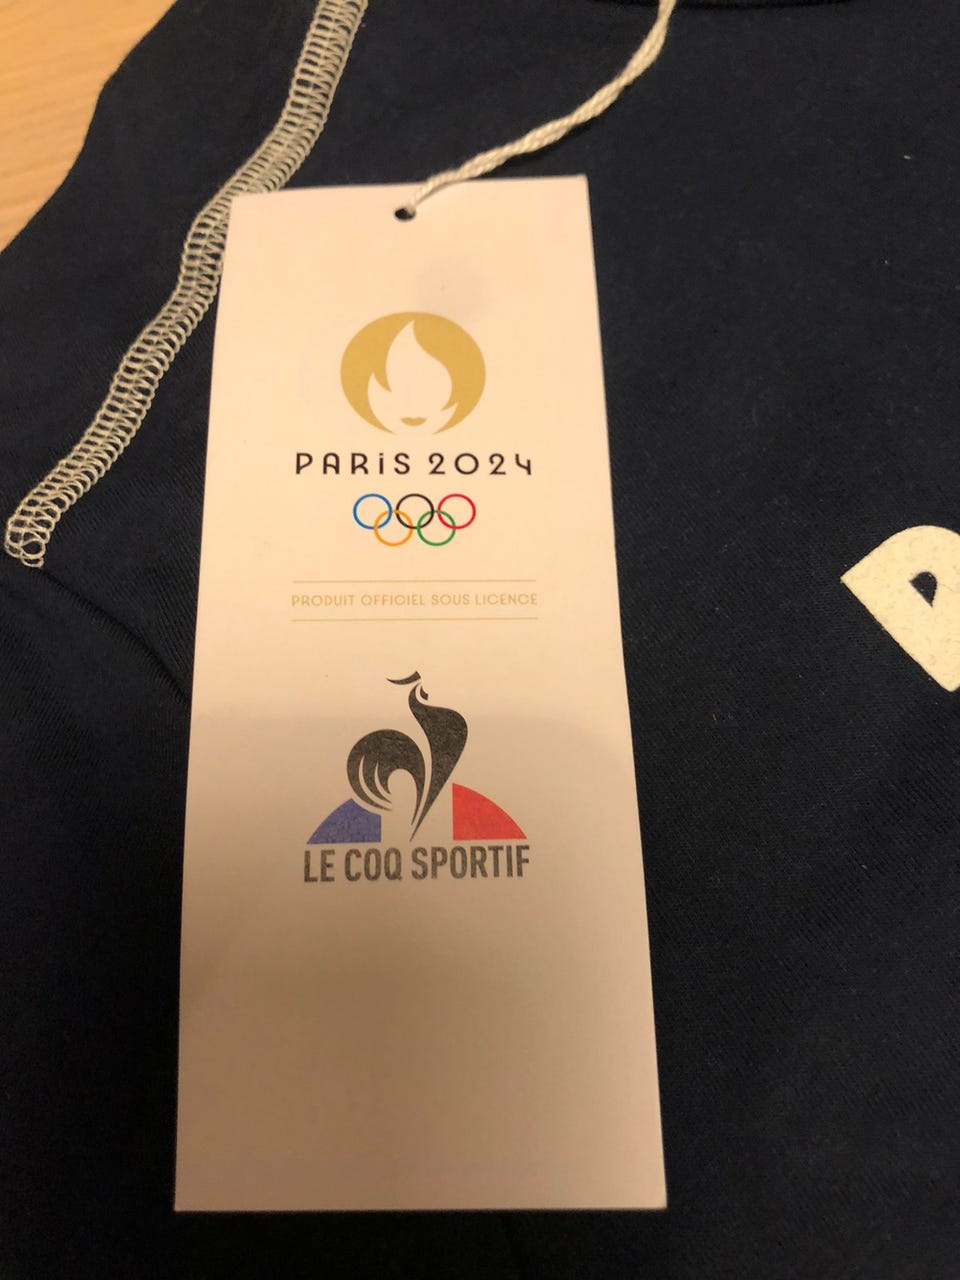 PARiS 2024
PRODUIT OFFICIEL SOUS LICENCE
LE COQ SPORTIF